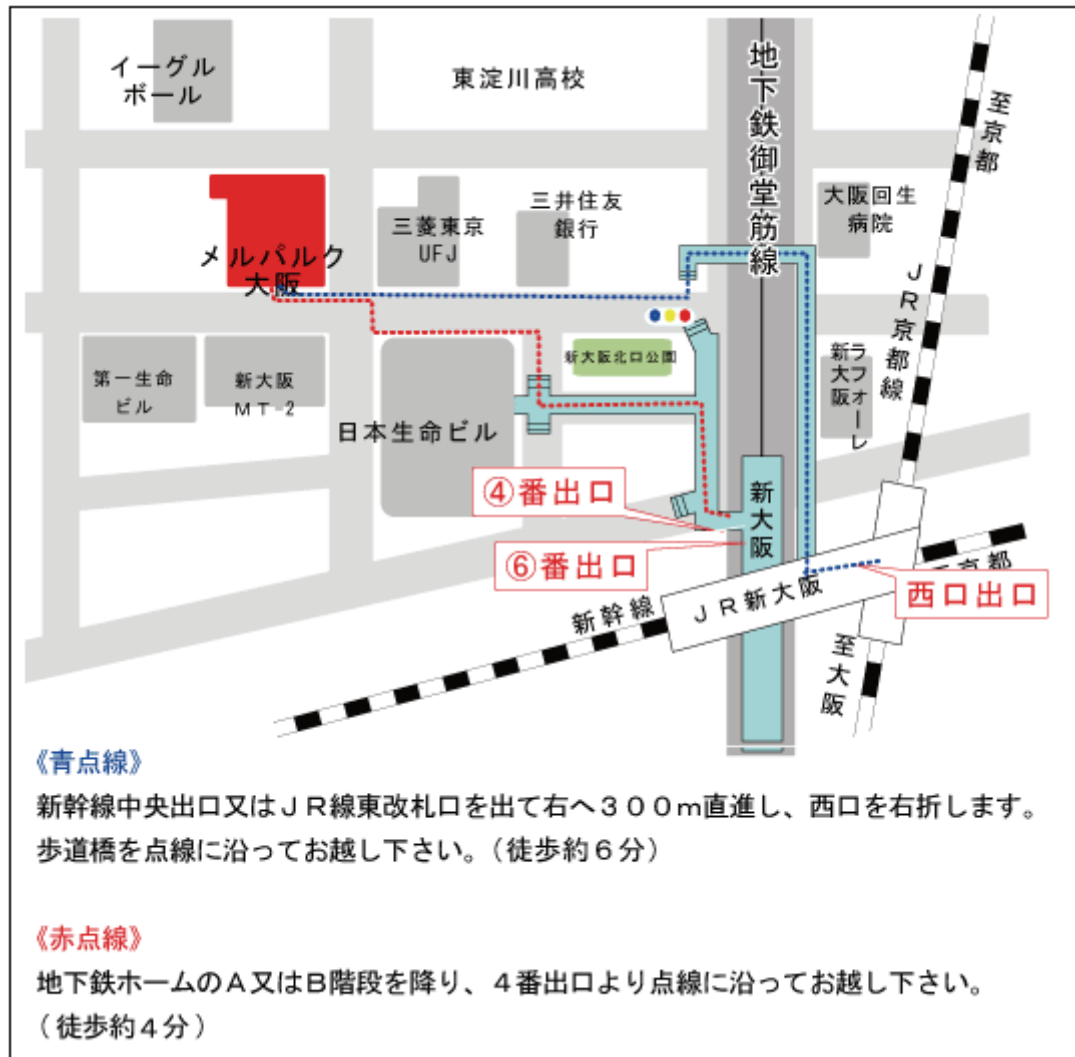 イーグル
ボール
東淀川高校
地下鉄御堂筋線
至京都
メルパルク
大阪
三菱東京
UFJ
三井住友
銀行
大阪回生
病院
JR京都線
第一生命
ビル
新大阪
MT-2
日本生命ビル
新大阪北口公園
ラフォーレ
新大阪
④番出口
⑥番出口
新大阪
西口出口
JR新大阪
新幹線
至大阪
《青点線》
新幹線中央出口又はJR線東改札口を出て右へ300m直進し、西口を右折します。
歩道橋を点線に沿ってお越し下さい。(徒歩約6分)
《赤点線》
地下鉄ホームのA又はB階段を降り、4番出口より点線に沿ってお越し下さい。
(徒歩約4分)